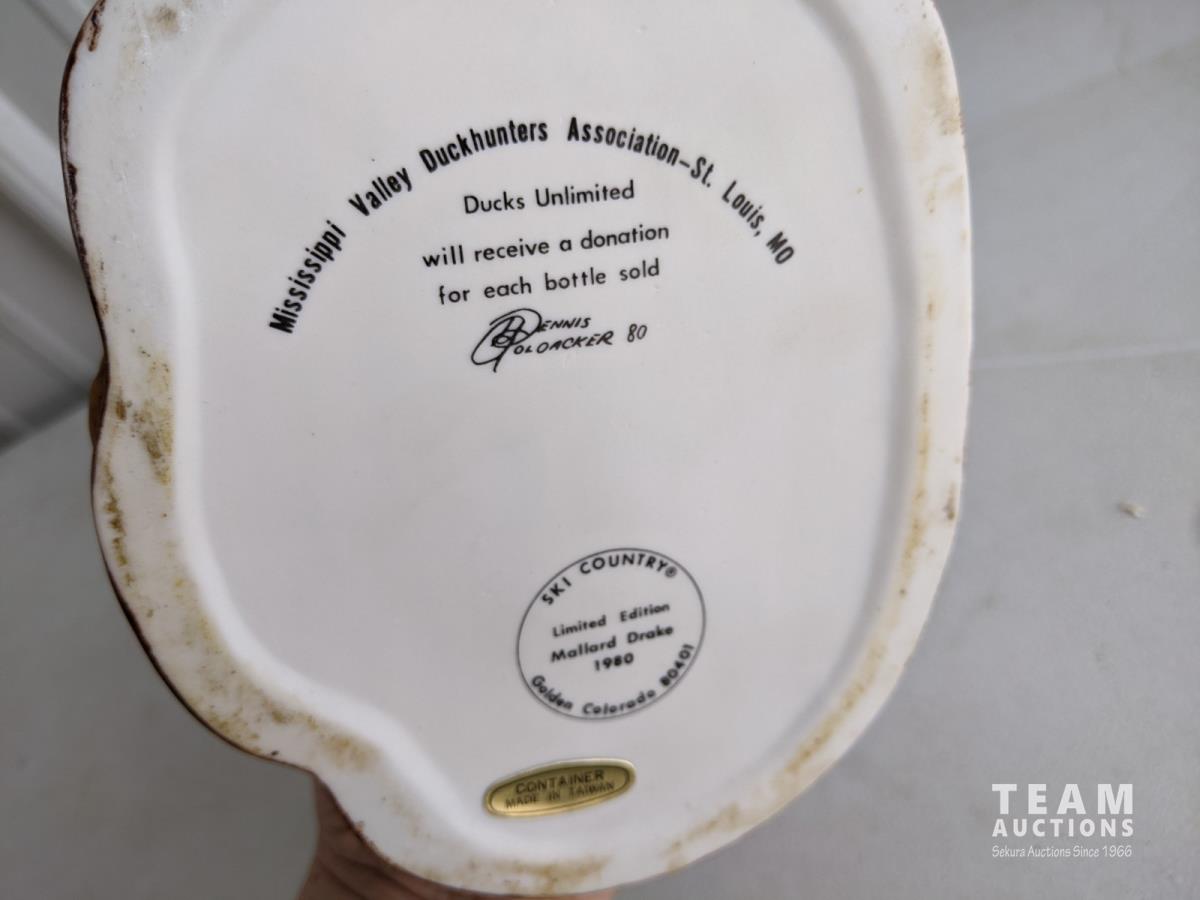 Mississippi Valley Duckhunters Association-St. Louis, MO
Ducks Unlimited
will receive a donation
for each bottle sold
DENNIS
GOLDACKER 80
SKI COUNTRY®
Limited Edition
Mallard Drake
1980
Golden Colorado 80401
CONTAINER
MADE IN TAIWAN
TEAM
AUCTIONS
Sekura Auctions Since 1966